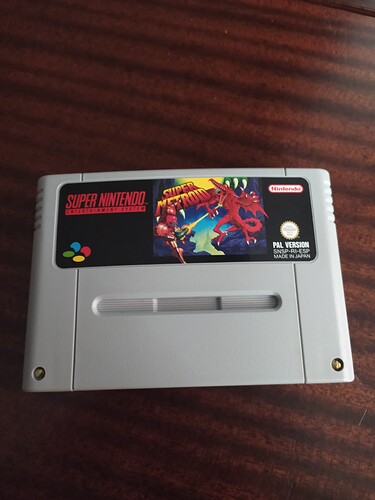 SUPER NINTENDO
ENTERTAINMENT SYSTEM
SUPER
METROID
Nintendo
PAL VERSION
SNSP-RI-ESP
MADE IN JAPAN